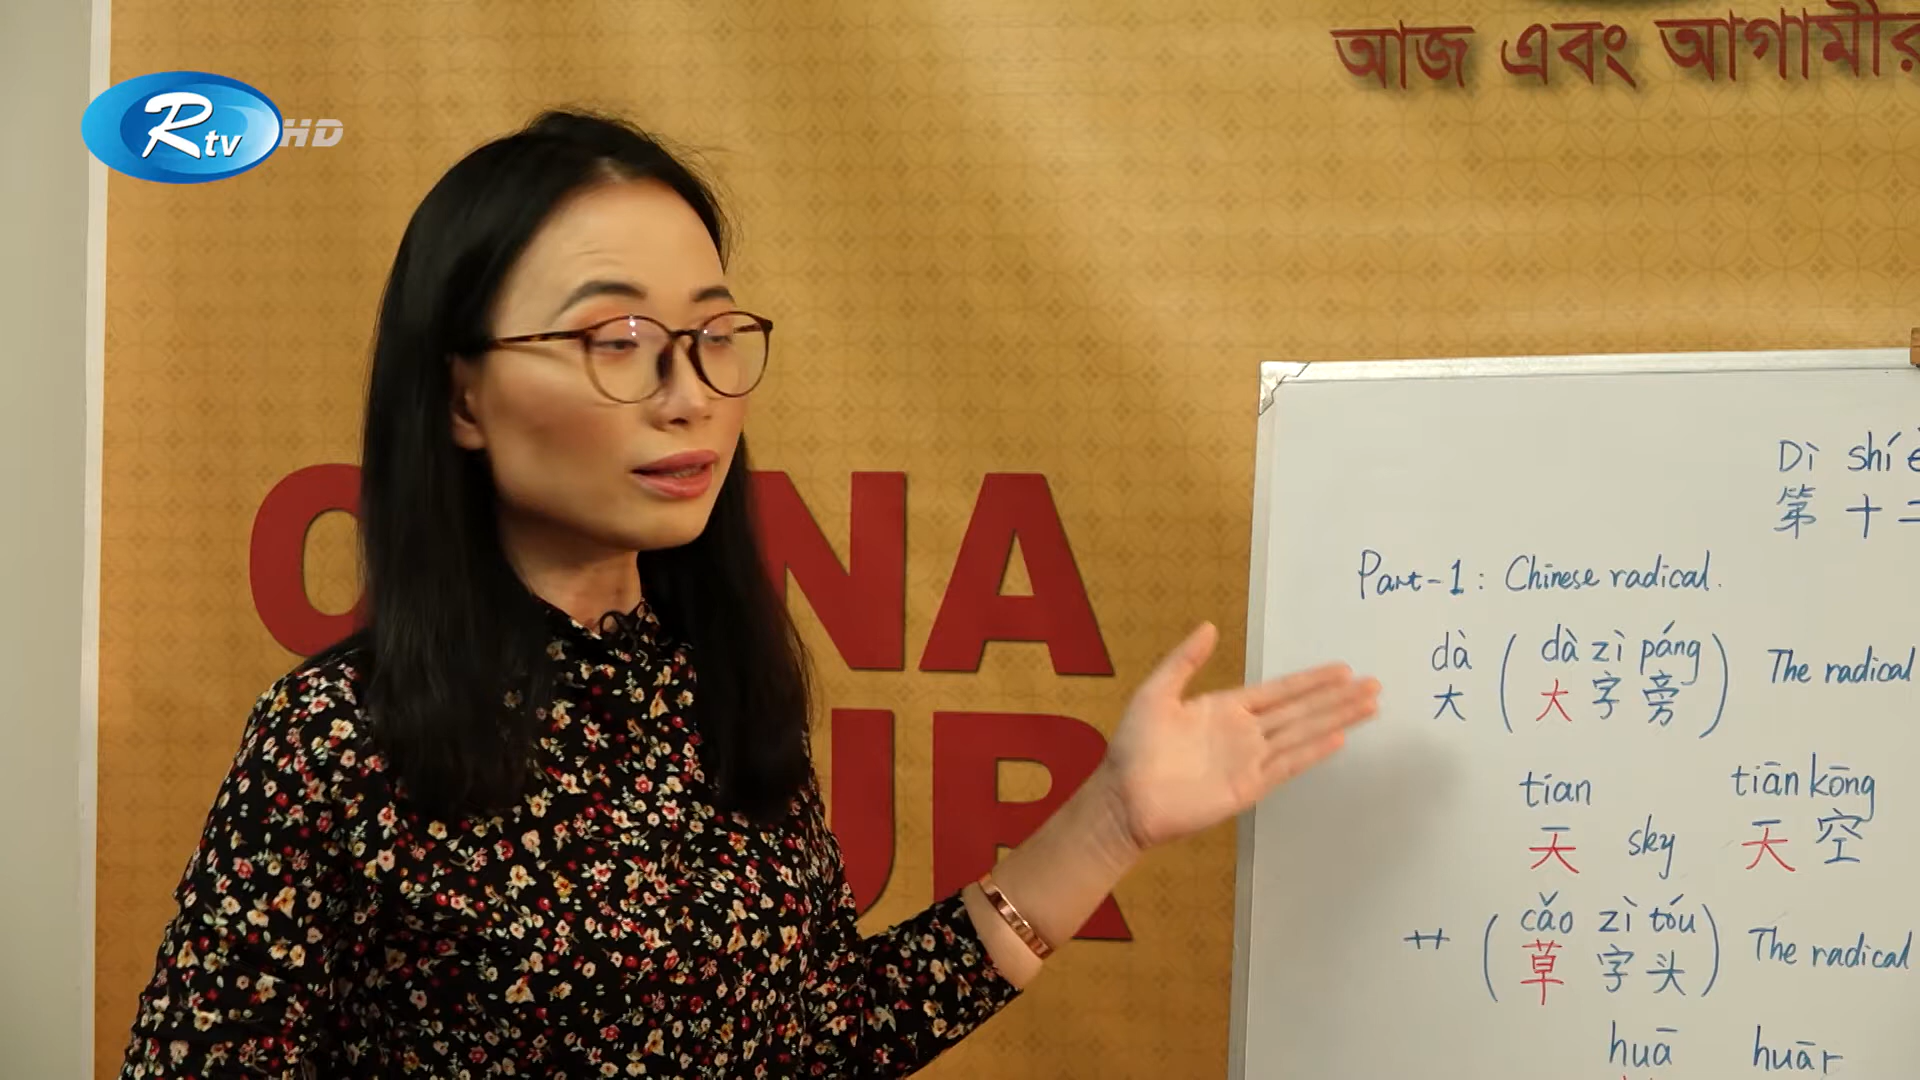 Rtv HD
আজ এবং আগামীর
CHINA
Dì shí
第 十 二
Part-1: Chinese radical.
dà ( dà zì páng ) The radical
大 ( 大 字 旁 )
tian tiān kōng
天 sky 天 空
艹 ( cǎo zì tóu ) The radical
草 字 头
huā huār